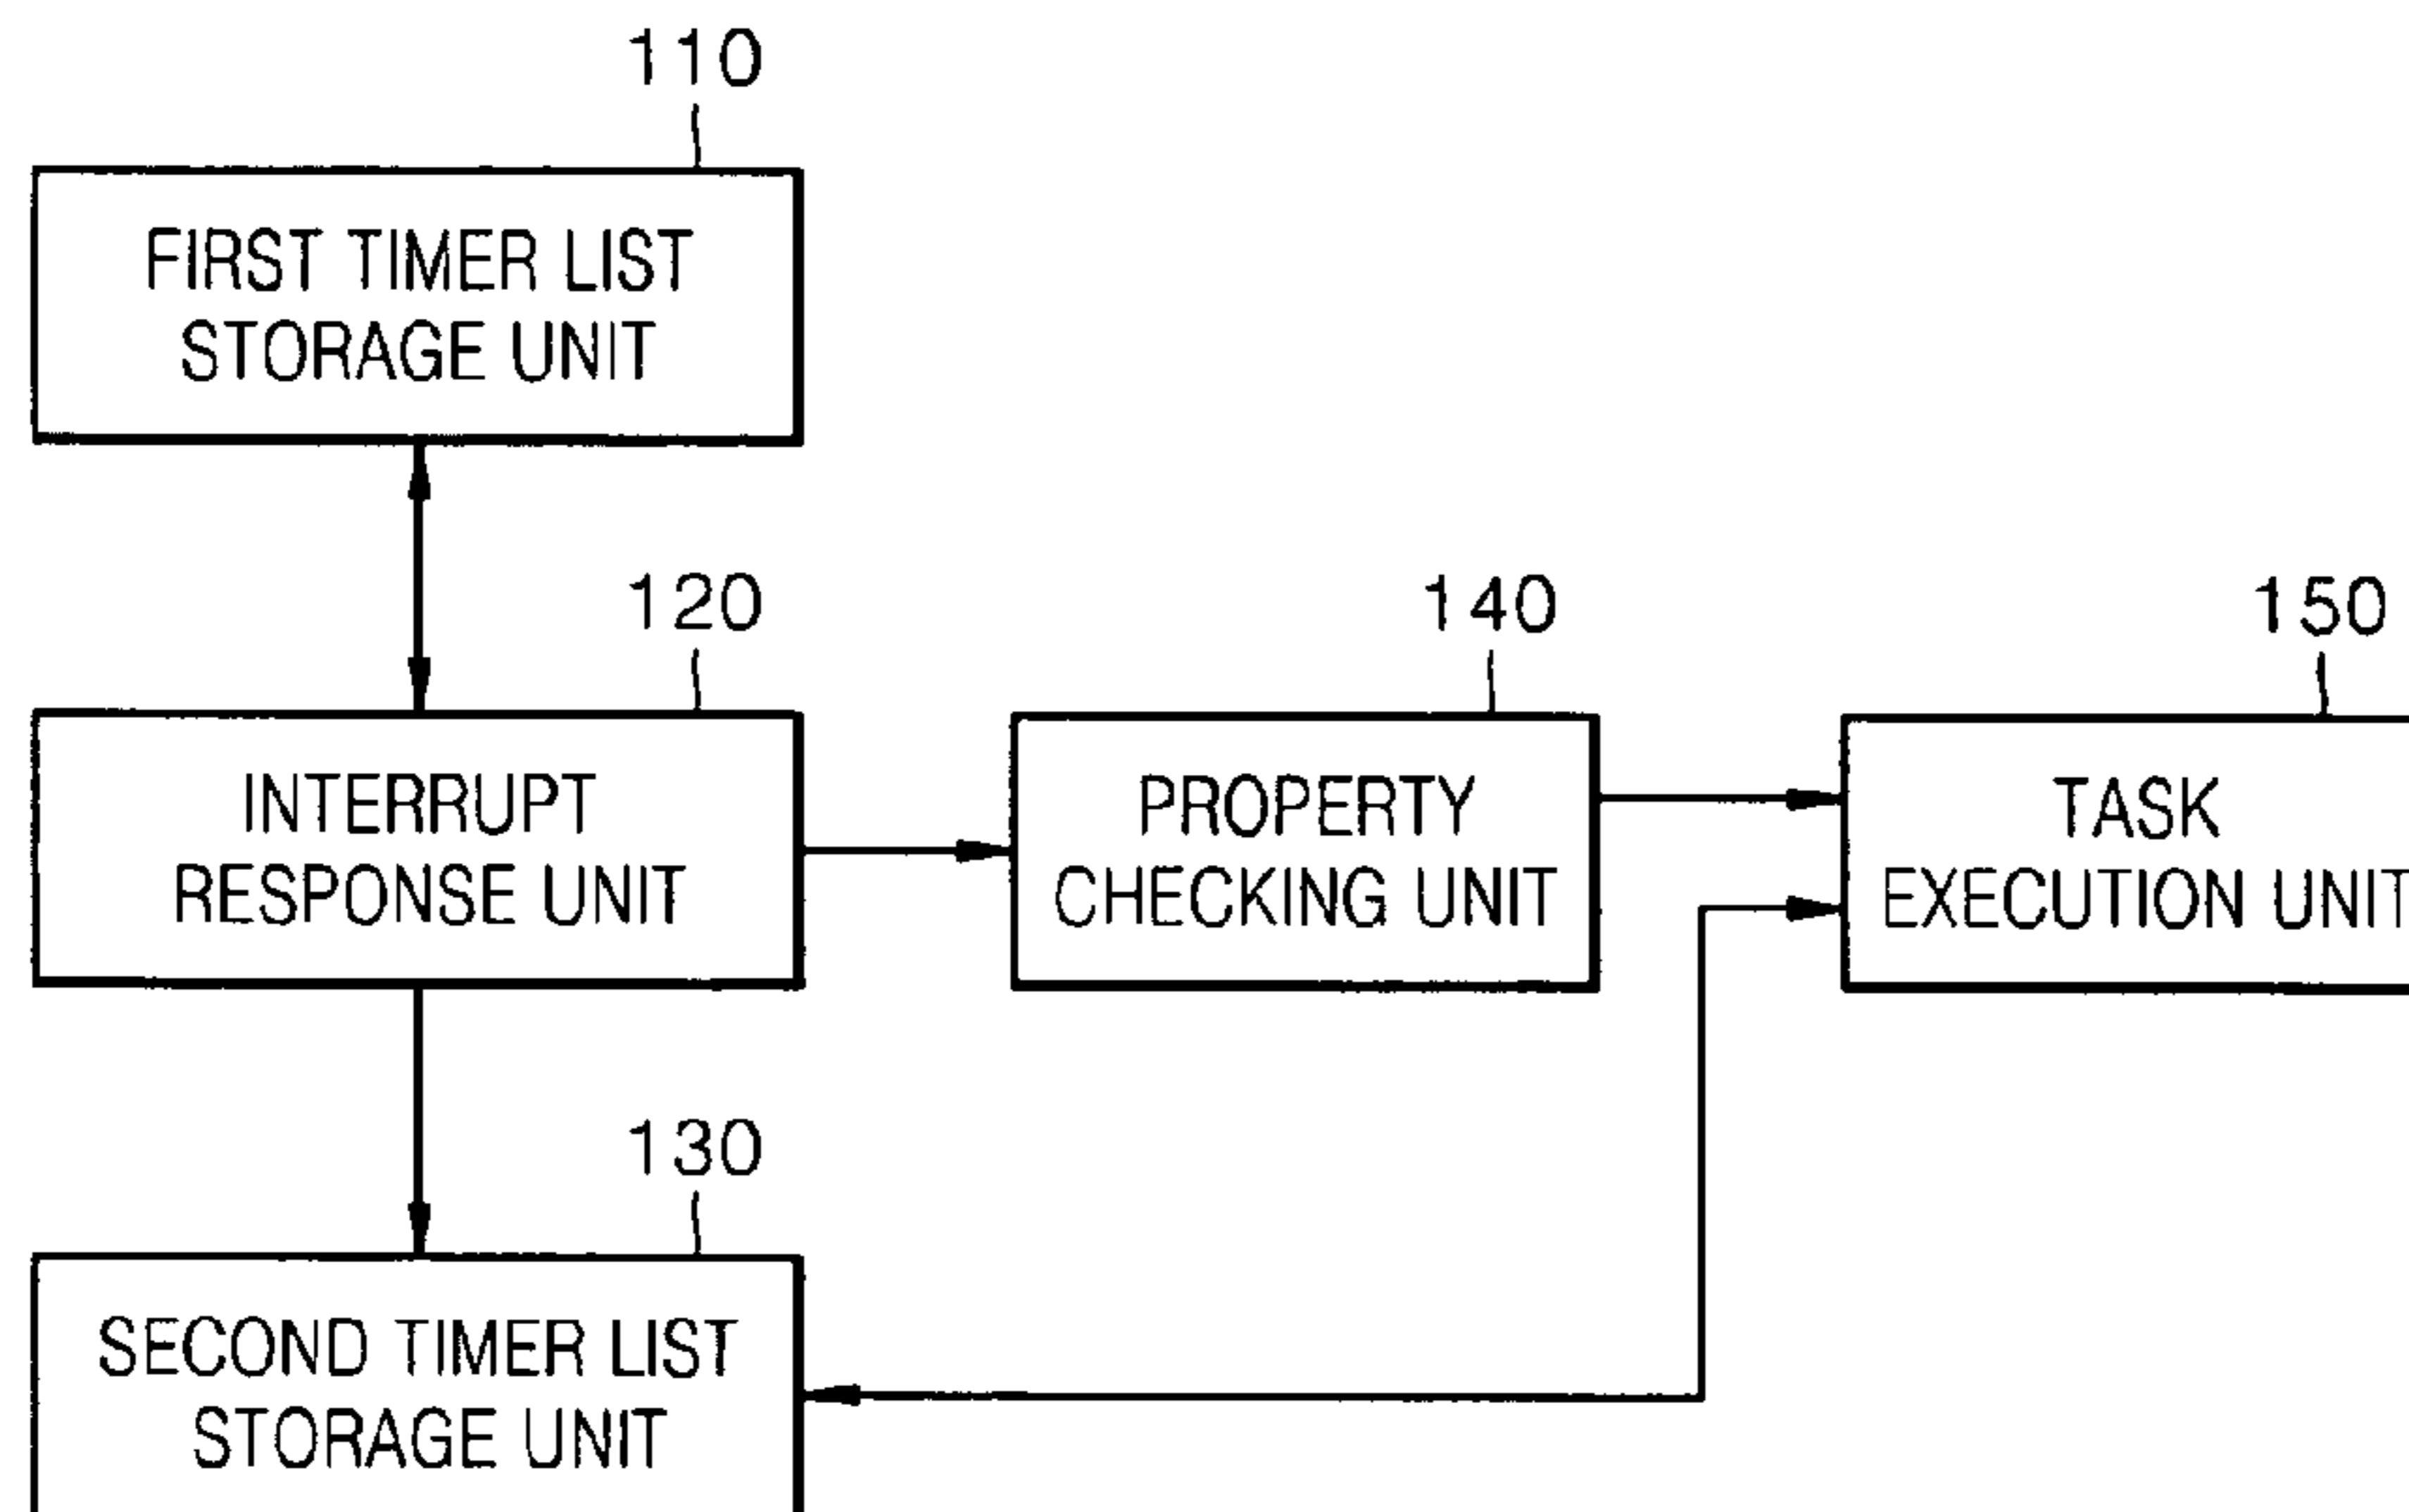 110
FIRST TIMER LIST
STORAGE UNIT
120
INTERRUPT
RESPONSE UNIT
140
PROPERTY
CHECKING UNIT
150
TASK
EXECUTION UNIT
130
SECOND TIMER LIST
STORAGE UNIT